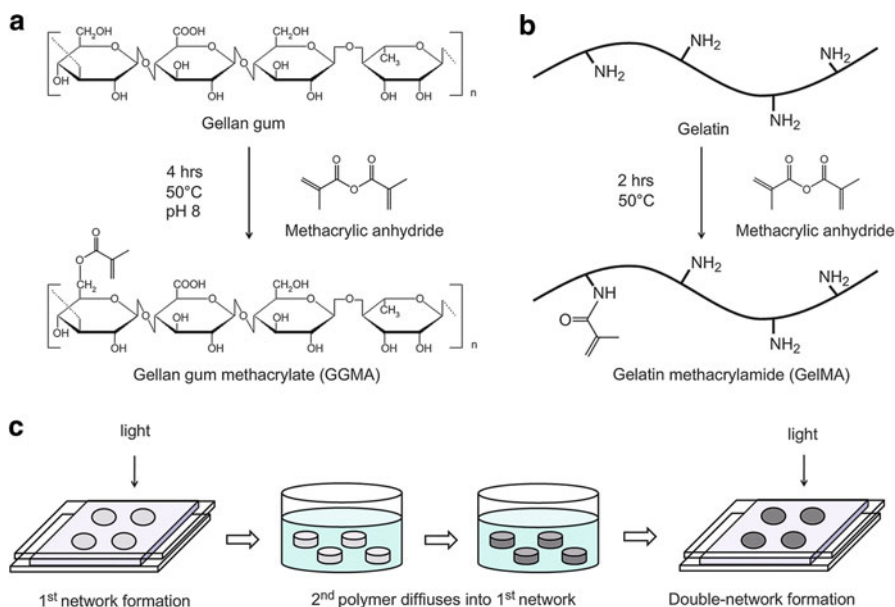 a
CH₂OH COOH CH₂OH
O O O O O O O
CH₃
OH OH OH
OH OH OH OH OH
n
Gellan gum
4 hrs
50°C
pH 8
O O
O
Methacrylic anhydride
O
O
CH₂ COOH CH₂OH
O O O O O O O
CH₃
OH OH OH
OH OH OH OH OH
n
Gellan gum methacrylate (GGMA)
b
NH₂ NH₂ NH₂
NH₂
NH₂
Gelatin
2 hrs
50°C
O O
O
Methacrylic anhydride
NH₂
NH NH₂
O
NH₂
Gelatin methacrylamide (GelMA)
c
light light
1st network formation 2nd polymer diffuses into 1st network Double-network formation